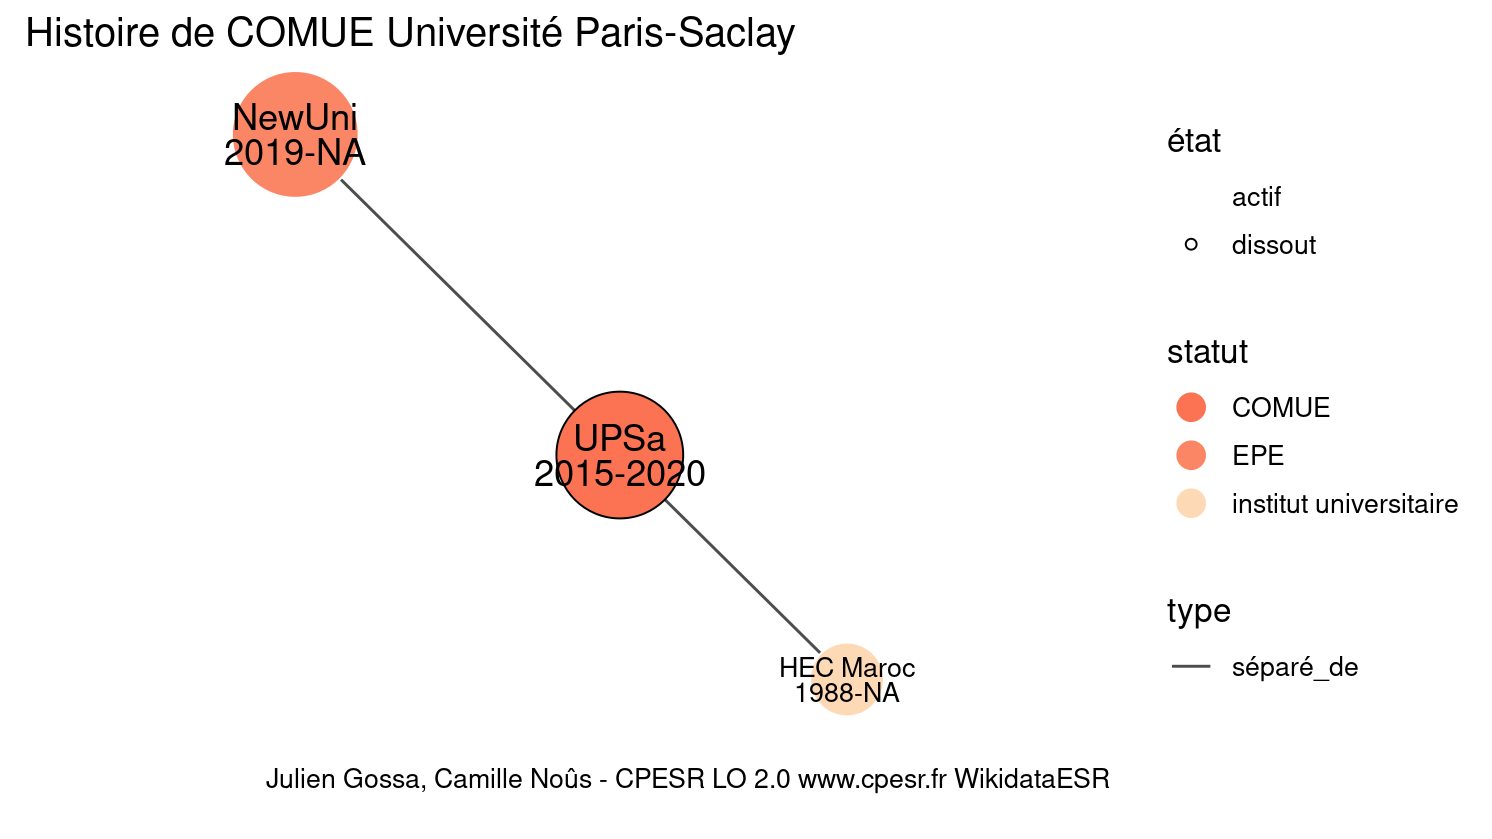 Histoire de COMUE Université Paris-Saclay
NewUni
2019-NA
UPSa
2015-2020
HEC Maroc
1988-NA
état
actif
dissout
statut
COMUE
EPE
institut universitaire
type
séparé_de
Julien Gossa, Camille Noûs - CPESR LO 2.0 www.cpesr.fr WikidataESR